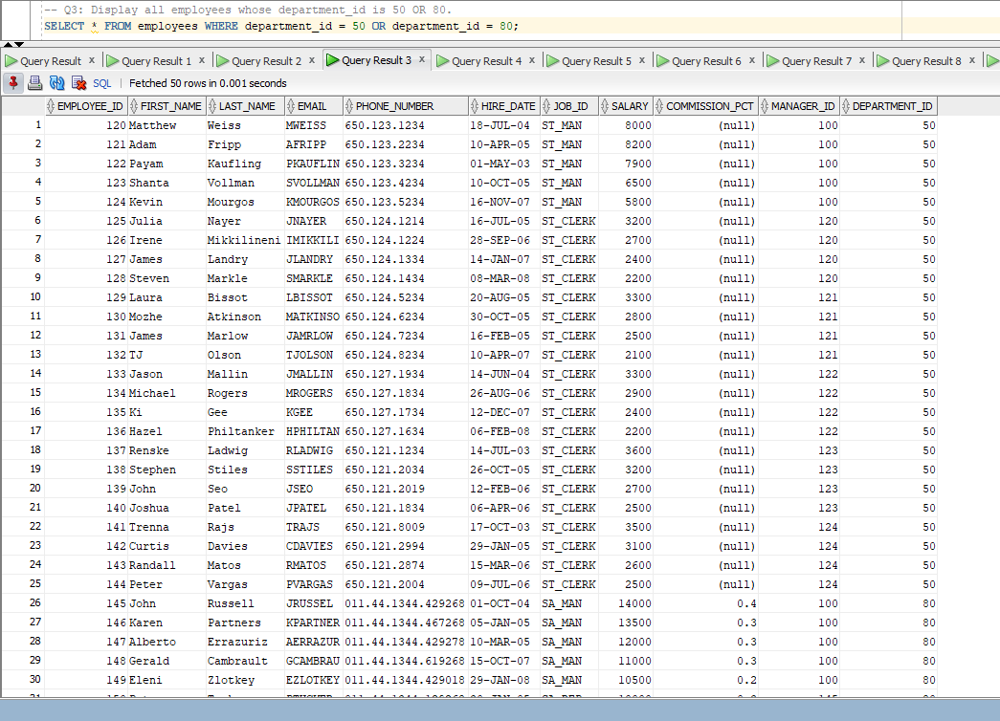 -- Q3: Display all employees whose department_id is 50 OR 80.
SELECT * FROM employees WHERE department_id = 50 OR department_id = 80;
Query Result x Query Result 1 x Query Result 2 x Query Result 3 x Query Result 4 x Query Result 5 x Query Result 6 x Query Result 7 x Query Result 8 x
SQL | Fetched 50 rows in 0.001 seconds
EMPLOYEE_ID FIRST_NAME LAST_NAME EMAIL PHONE_NUMBER HIRE_DATE JOB_ID SALARY COMMISSION_PCT MANAGER_ID DEPARTMENT_ID
1 120 Matthew Weiss MWEISS 650.123.1234 18-JUL-04 ST_MAN 8000 (null) 100 50
2 121 Adam Fripp AFRIPP 650.123.2234 10-APR-05 ST_MAN 8200 (null) 100 50
3 122 Payam Kaufling PKAUFLIN 650.123.3234 01-MAY-03 ST_MAN 7900 (null) 100 50
4 123 Shanta Vollman SVOLLMAN 650.123.4234 10-OCT-05 ST_MAN 6500 (null) 100 50
5 124 Kevin Mourgos KMOURGOS 650.123.5234 16-NOV-07 ST_MAN 5800 (null) 100 50
6 125 Julia Nayer JNAYER 650.124.1214 16-JUL-05 ST_CLERK 3200 (null) 120 50
7 126 Irene Mikkilineni IMIKKILI 650.124.1224 28-SEP-06 ST_CLERK 2700 (null) 120 50
8 127 James Landry JLANDRY 650.124.1334 14-JAN-07 ST_CLERK 2400 (null) 120 50
9 128 Steven Markle SMARKLE 650.124.1434 08-MAR-08 ST_CLERK 2200 (null) 120 50
10 129 Laura Bissot LBISSOT 650.124.5234 20-AUG-05 ST_CLERK 3300 (null) 121 50
11 130 Mozhe Atkinson MATKINSO 650.124.6234 30-OCT-05 ST_CLERK 2800 (null) 121 50
12 131 James Marlow JAMRLOW 650.124.7234 16-FEB-05 ST_CLERK 2500 (null) 121 50
13 132 TJ Olson TJOLSON 650.124.8234 10-APR-07 ST_CLERK 2100 (null) 121 50
14 133 Jason Mallin JMALLIN 650.127.1934 14-JUN-04 ST_CLERK 3300 (null) 122 50
15 134 Michael Rogers MROGERS 650.127.1834 26-AUG-06 ST_CLERK 2900 (null) 122 50
16 135 Ki Gee KGEE 650.127.1734 12-DEC-07 ST_CLERK 2400 (null) 122 50
17 136 Hazel Philtanker HPHILTAN 650.127.1634 06-FEB-08 ST_CLERK 2200 (null) 122 50
18 137 Renske Ladwig RLADWIG 650.121.1234 14-JUL-03 ST_CLERK 3600 (null) 123 50
19 138 Stephen Stiles SSTILES 650.121.2034 26-OCT-05 ST_CLERK 3200 (null) 123 50
20 139 John Seo JSEO 650.121.2019 12-FEB-06 ST_CLERK 2700 (null) 123 50
21 140 Joshua Patel JPATEL 650.121.1834 06-APR-06 ST_CLERK 2500 (null) 123 50
22 141 Trenna Rajs TRAJS 650.121.8009 17-OCT-03 ST_CLERK 3500 (null) 124 50
23 142 Curtis Davies CDAVIES 650.121.2994 29-JAN-05 ST_CLERK 3100 (null) 124 50
24 143 Randall Matos RMATOS 650.121.2874 15-MAR-06 ST_CLERK 2600 (null) 124 50
25 144 Peter Vargas PVARGAS 650.121.2004 09-JUL-06 ST_CLERK 2500 (null) 124 50
26 145 John Russell JRUSSEL 011.44.1344.429268 01-OCT-04 SA_MAN 14000 0.4 100 80
27 146 Karen Partners KPARTNER 011.44.1344.467268 05-JAN-05 SA_MAN 13500 0.3 100 80
28 147 Alberto Errazuriz AERRAZUR 011.44.1344.429278 10-MAR-05 SA_MAN 12000 0.3 100 80
29 148 Gerald Cambrault GCAMBRAU 011.44.1344.619268 15-OCT-07 SA_MAN 11000 0.3 100 80
30 149 Eleni Zlotkey EZLOTKEY 011.44.1344.429018 29-JAN-08 SA_MAN 10500 0.2 100 80